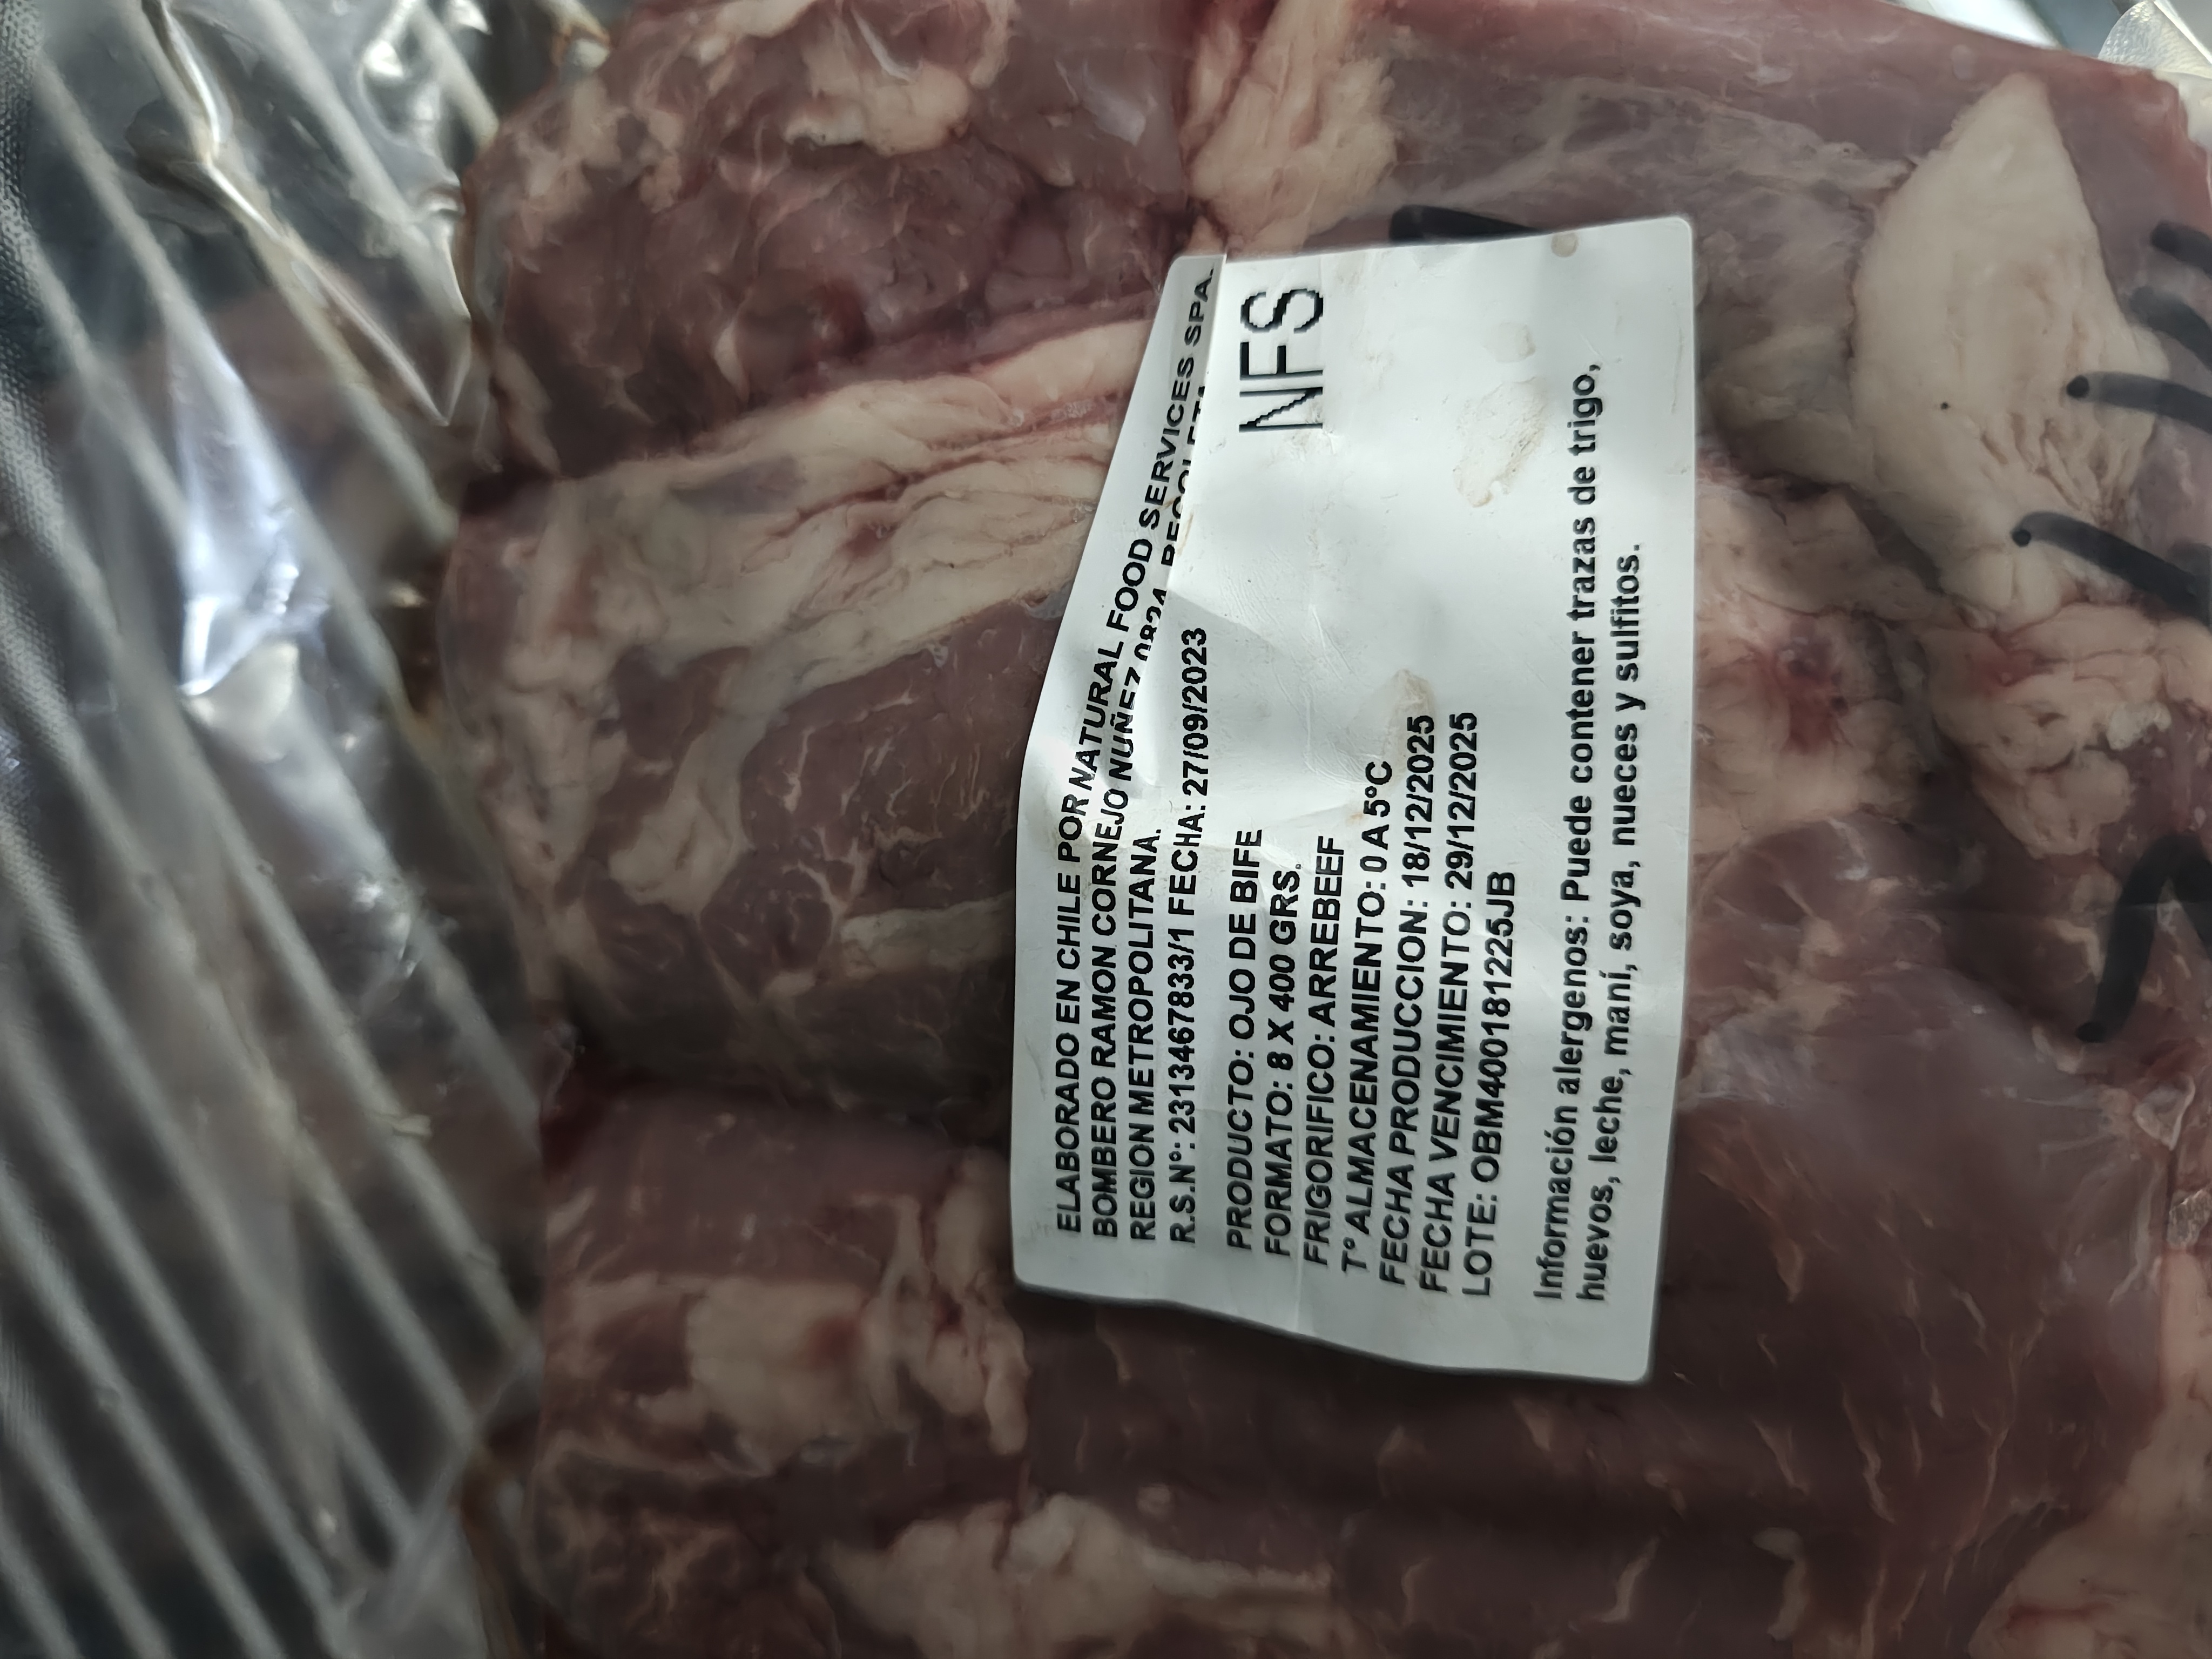 ELABORADO EN CHILE POR NATURAL FOOD SERVICES SPA.
BOMBERO RAMON CORNEJO NUÑEZ 0824, RECOLETA
REGION METROPOLITANA.
R.S.N°: 2313467833/1 FECHA: 27/09/2023
NFS
PRODUCTO: OJO DE BIFE
FORMATO: 8 X 400 GRS.
FRIGORIFICO: ARREBEEF
T° ALMACENAMIENTO: 0 A 5°C
FECHA PRODUCCION: 18/12/2025
FECHA VENCIMIENTO: 29/12/2025
LOTE: OBM400181225JB
Información alergenos: Puede contener trazas de trigo,
huevos, leche, maní, soya, nueces y sulfitos.